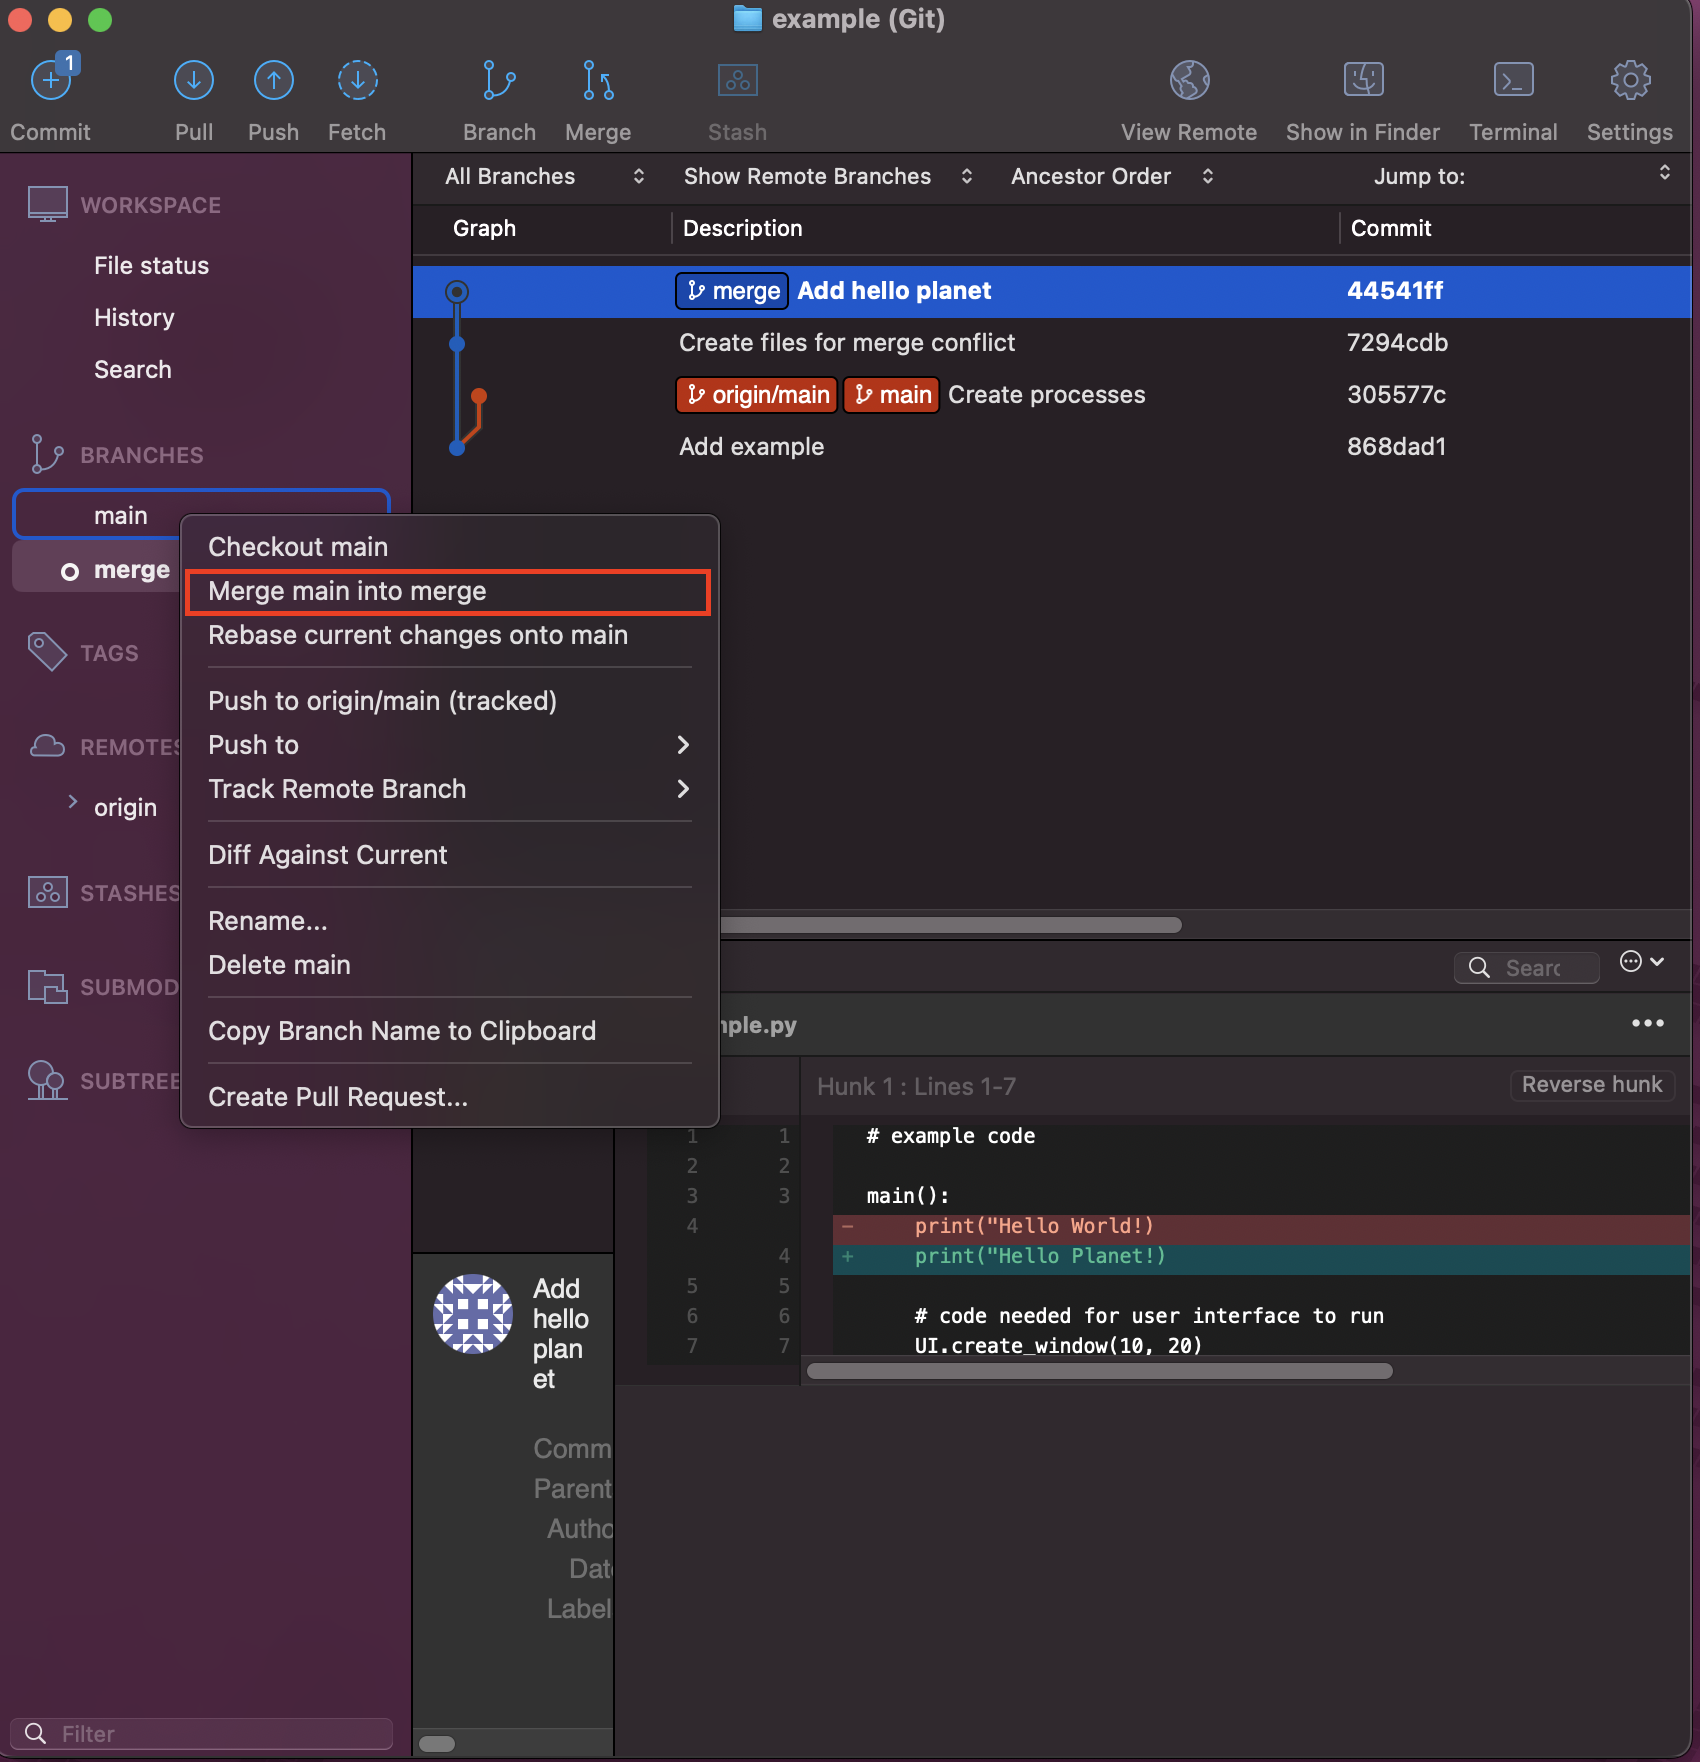 example (Git)
1
Commit Pull Push Fetch Branch Merge Stash View Remote Show in Finder Terminal Settings
WORKSPACE
File status
History
Search
BRANCHES
main
merge
TAGS
REMOTES
origin
STASHES
SUBMOD
SUBTREE
Filter
All Branches Show Remote Branches Ancestor Order Jump to:
Graph Description Commit
merge Add hello planet 44541ff
Create files for merge conflict 7294cdb
origin/main main Create processes 305577c
Add example 868dad1
Checkout main
Merge main into merge
Rebase current changes onto main
Push to origin/main (tracked)
Push to
Track Remote Branch
Diff Against Current
Rename...
Delete main
Copy Branch Name to Clipboard
Create Pull Request...
Searc
mple.py
Hunk 1 : Lines 1-7 Reverse hunk
1 1 # example code
2 2
3 3 main():
4 - print("Hello World!)
4 + print("Hello Planet!)
5 5
6 6 # code needed for user interface to run
7 7 UI.create_window(10, 20)
Add
hello
plan
et
Comm
Parent
Autho
Date
Label